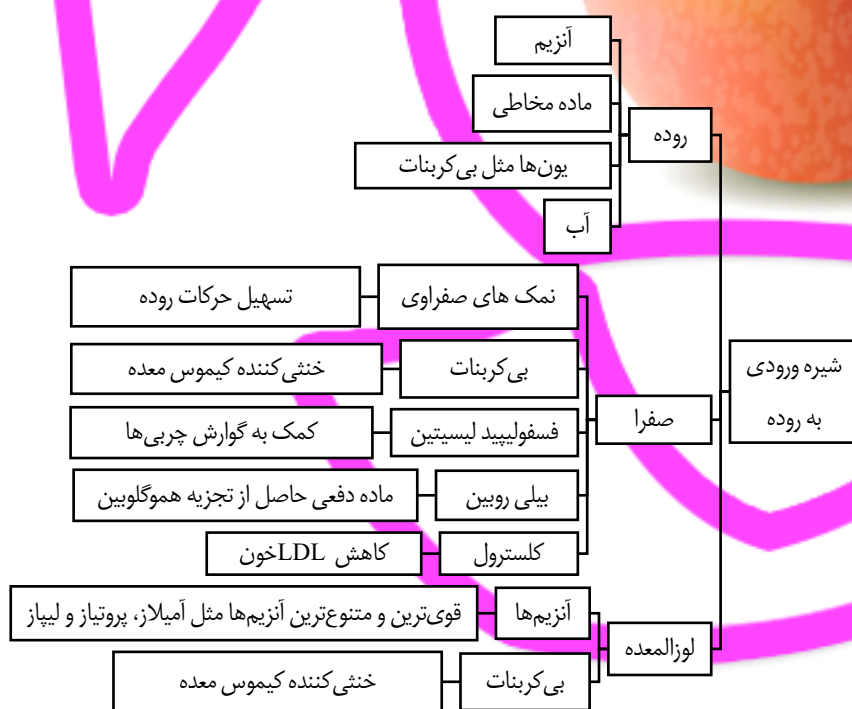 شیره ورودی
به روده
روده
آنزیم
ماده مخاطی
یون‌ها مثل بی‌کربنات
آب
صفرا
نمک های صفراوی
تسهیل حرکات روده
بی‌کربنات
خنثی‌کننده کیموس معده
فسفولیپید لیسیتین
کمک به گوارش چربی‌ها
بیلی روبین
ماده دفعی حاصل از تجزیه هموگلوبین
کلسترول
کاهش LDLخون
لوزالمعده
آنزیم‌ها
قوی‌ترین و متنوع‌ترین آنزیم‌ها مثل آمیلاز، پروتیاز و لیپاز
بی‌کربنات
خنثی‌کننده کیموس معده